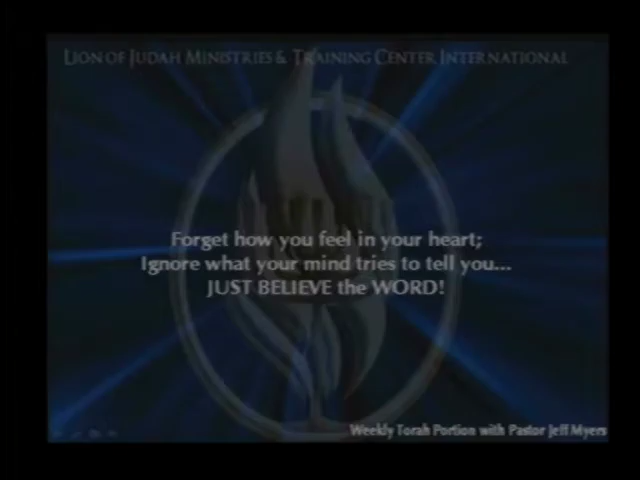 LION OF JUDAH MINISTRIES & TRAINING CENTER INTERNATIONAL
Forget how you feel in your heart;
Ignore what your mind tries to tell you...
JUST BELIEVE the WORD!
Weekly Torah Portion with Pastor Jeff Myers